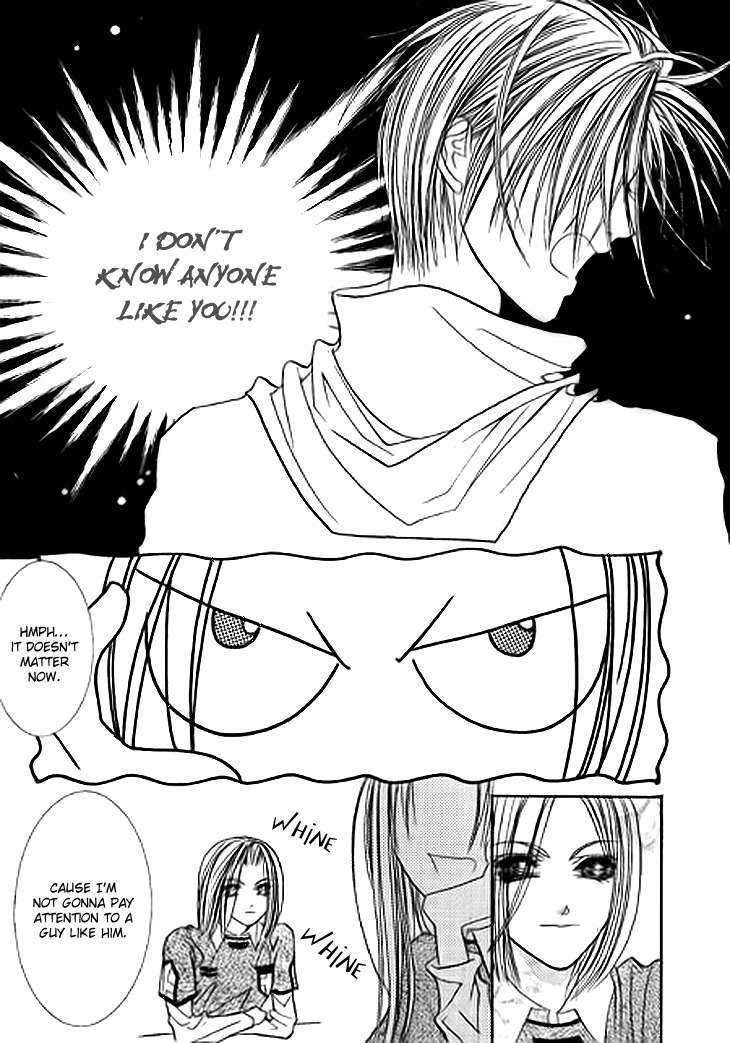 I DON'T
KNOW ANYONE
LIKE YOU!!!
HMPH...
IT DOESN'T
MATTER
NOW.
WHINE
CAUSE I'M
NOT GONNA PAY
ATTENTION TO A
GUY LIKE HIM.
WHINE